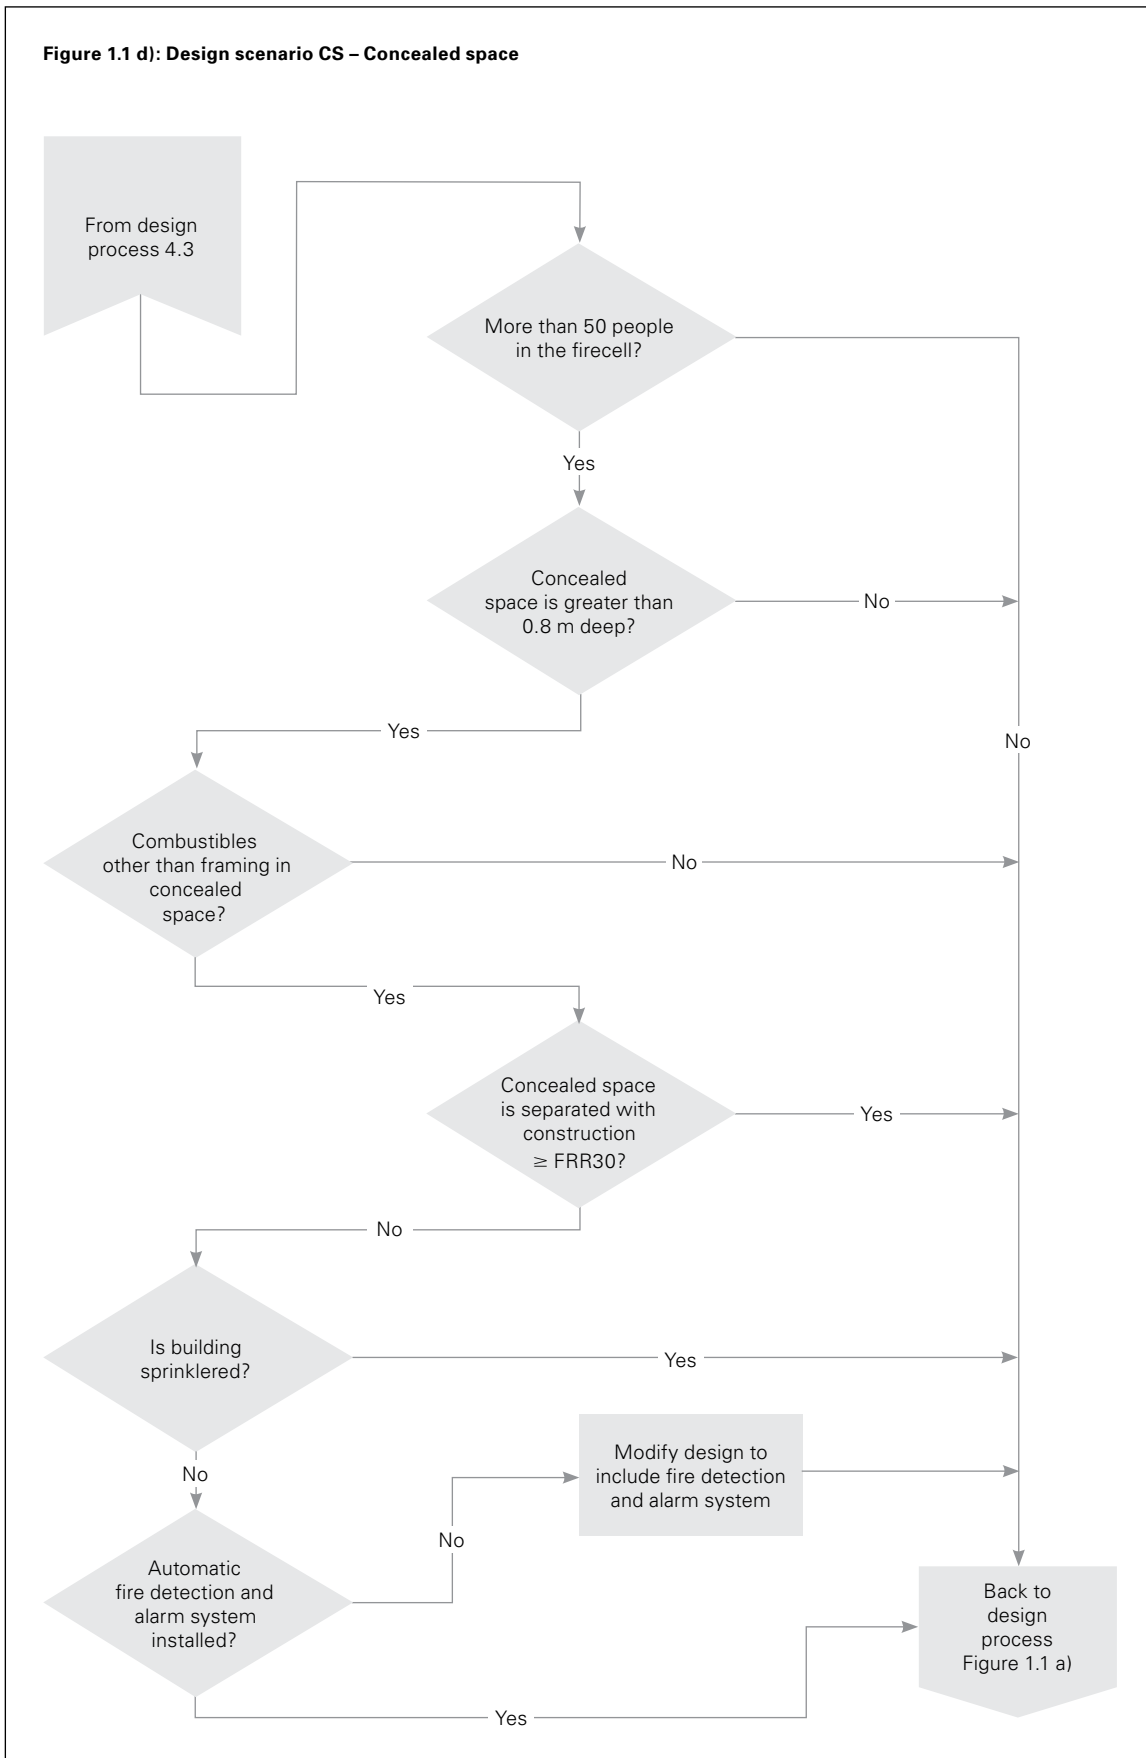 Figure 1.1 d): Design scenario CS – Concealed space
From design
process 4.3
More than 50 people
in the firecell?
Yes
Concealed
space is greater than
0.8 m deep?
No
Yes
No
Combustibles
other than framing in
concealed
space?
No
Yes
Concealed space
is separated with
construction
≥ FRR30?
Yes
No
Is building
sprinklered?
Yes
No
Modify design to
include fire detection
and alarm system
No
Automatic
fire detection and
alarm system
installed?
Yes
Back to
design
process
Figure 1.1 a)